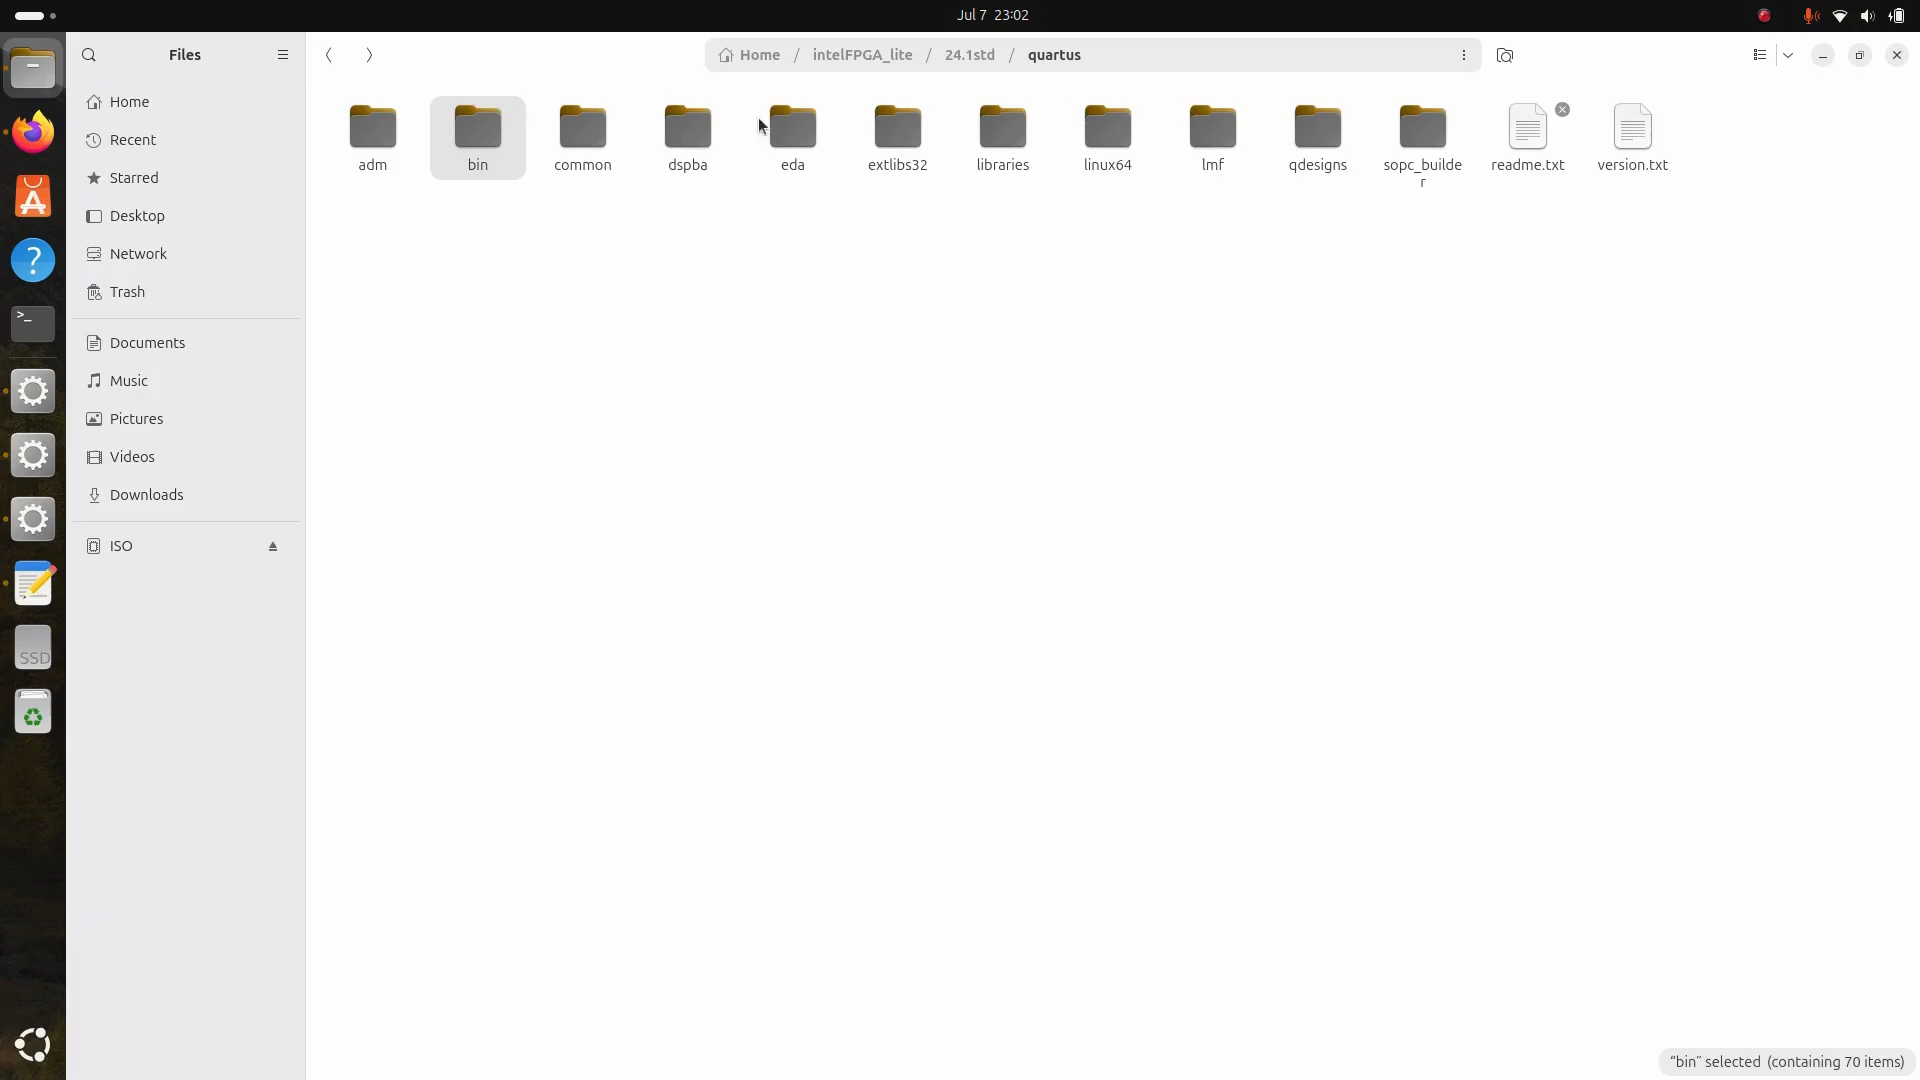 Jul 7 23:02
Files
Home / intelFPGA_lite / 24.1std / quartus
Home
Recent
Starred
Desktop
Network
Trash
Documents
Music
Pictures
Videos
Downloads
ISO
adm
bin
common
dspba
eda
extlibs32
libraries
linux64
lmf
qdesigns
sopc_builde
r
readme.txt
version.txt
>_
?
SSD
“bin” selected (containing 70 items)